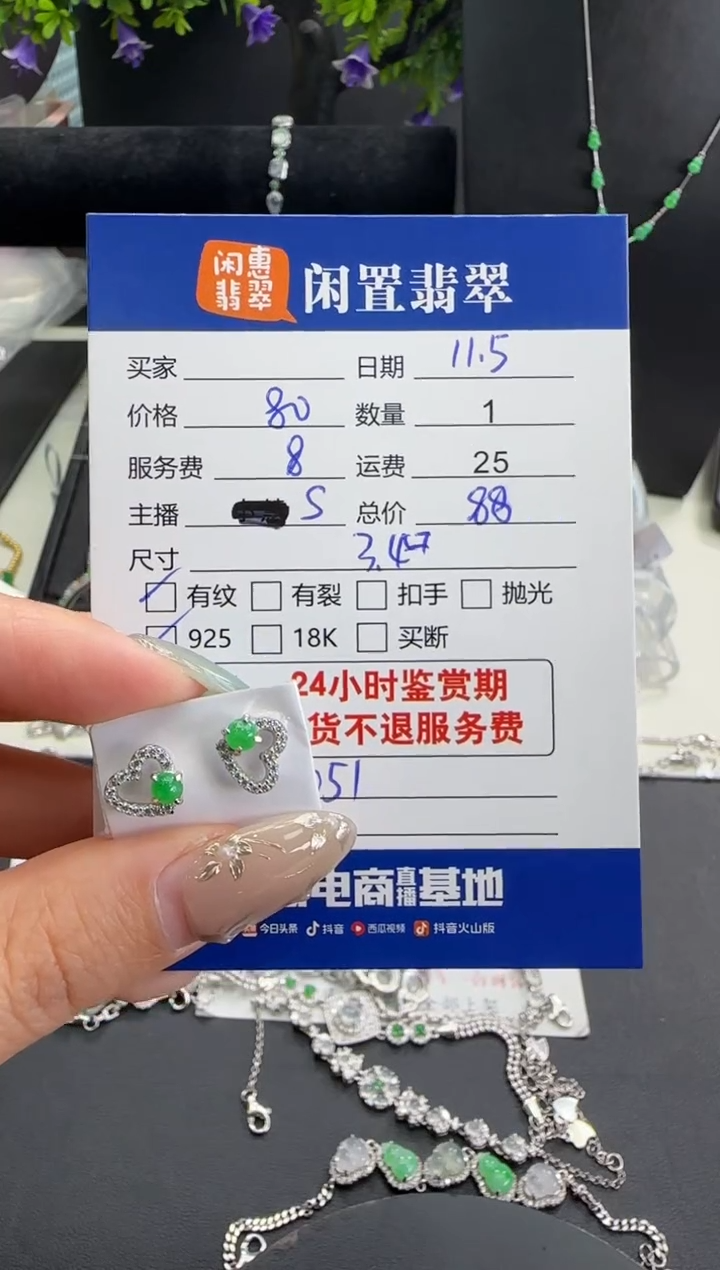 闲惠
翡翠
闲置翡翠
买家 日期 11.5
价格 80 数量 1
服务费 8 运费 25
主播 S 总价 88
尺寸 3.4
有纹 有裂 扣手 抛光
925 18K 买断
24小时鉴赏期
货不退服务费
051
电商直播基地
今日头条 抖音 西瓜视频 抖音火山版